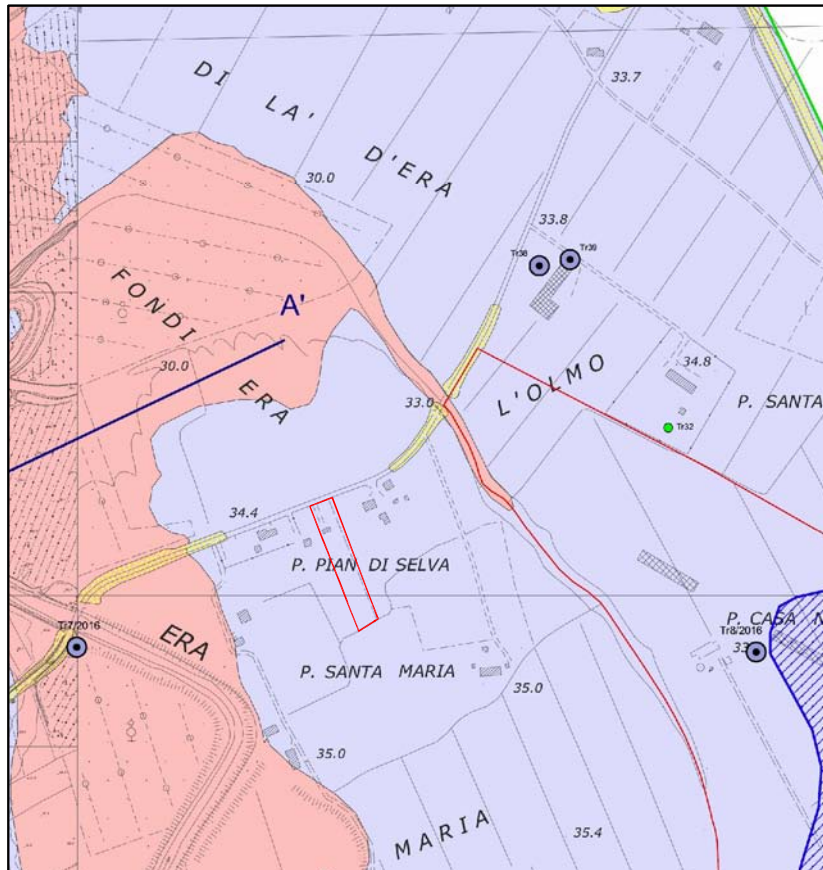 DI LA'
D'ERA
33.7
30.0
33.8
Tr38
Tr39
FONDI
ERA
A'
30.0
33.0
L'OLMO
34.8
P. SANTA
Tr32
34.4
P. PIAN DI SELVA
P. CASA N
Tr7/2016
ERA
Tr8/2016
P. SANTA MARIA
35.0
35.0
MARIA
35.4